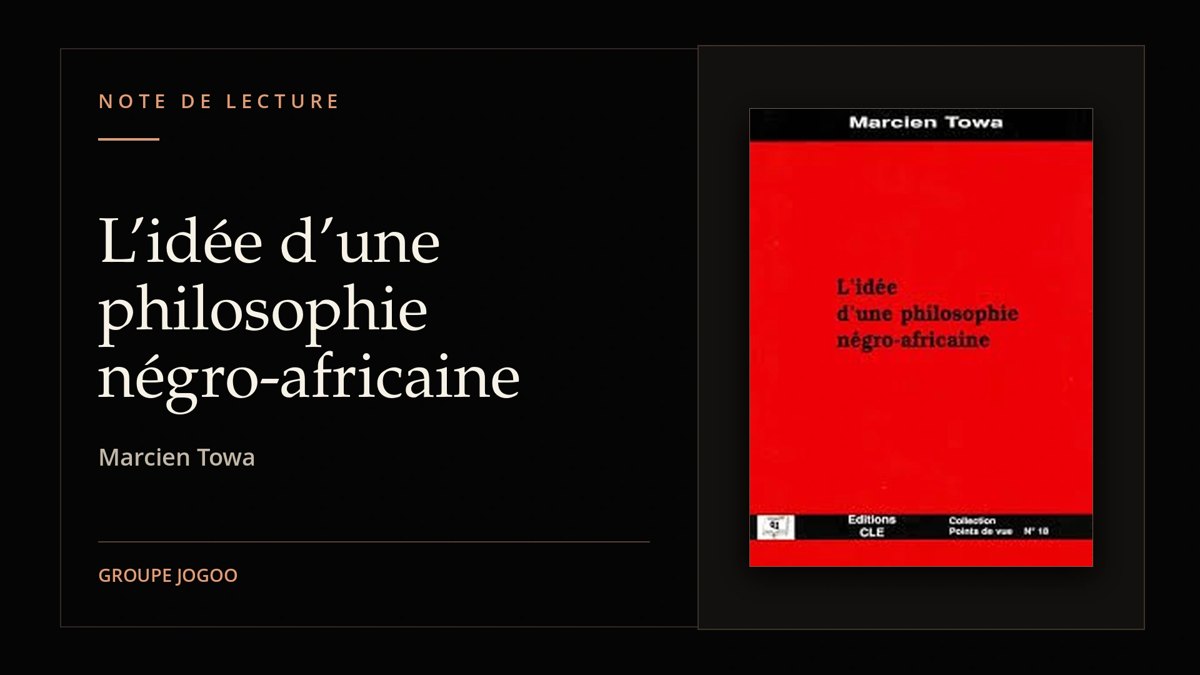 NOTE DE LECTURE
L’idée d’une
philosophie
négro-africaine
Marcien Towa
GROUPE JOGOO
Marcien Towa
L'idée
d'une philosophie
négro-africaine
Editions
CLE
Collection
Points de vue N° 18